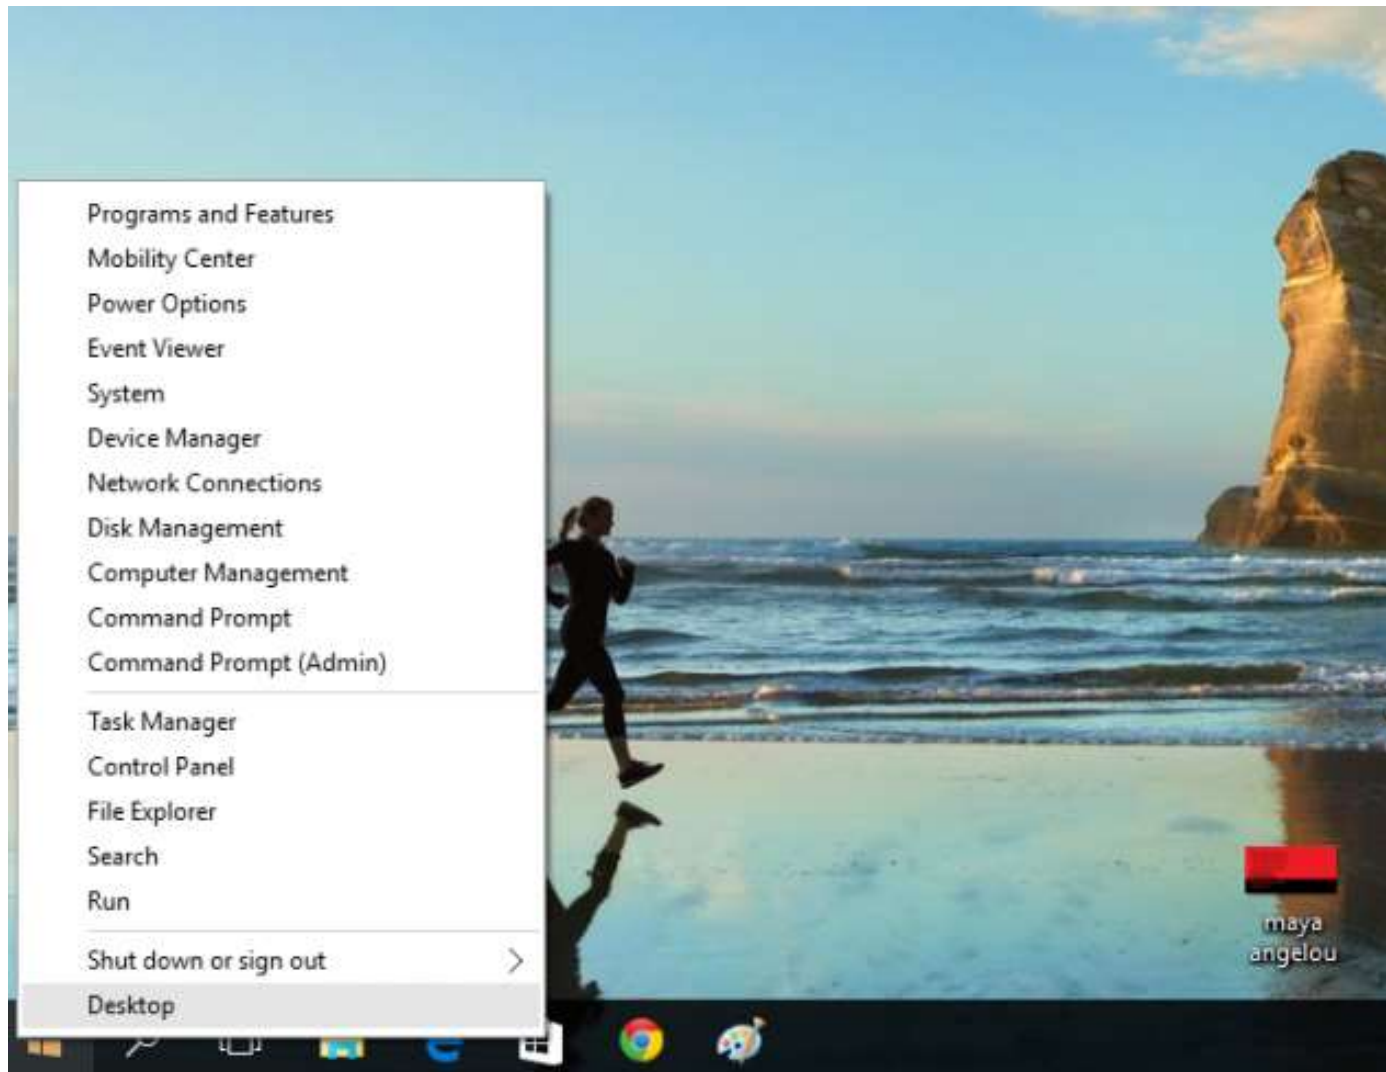 Programs and Features
Mobility Center
Power Options
Event Viewer
System
Device Manager
Network Connections
Disk Management
Computer Management
Command Prompt
Command Prompt (Admin)
Task Manager
Control Panel
File Explorer
Search
Run
Shut down or sign out
Desktop
maya
angelou